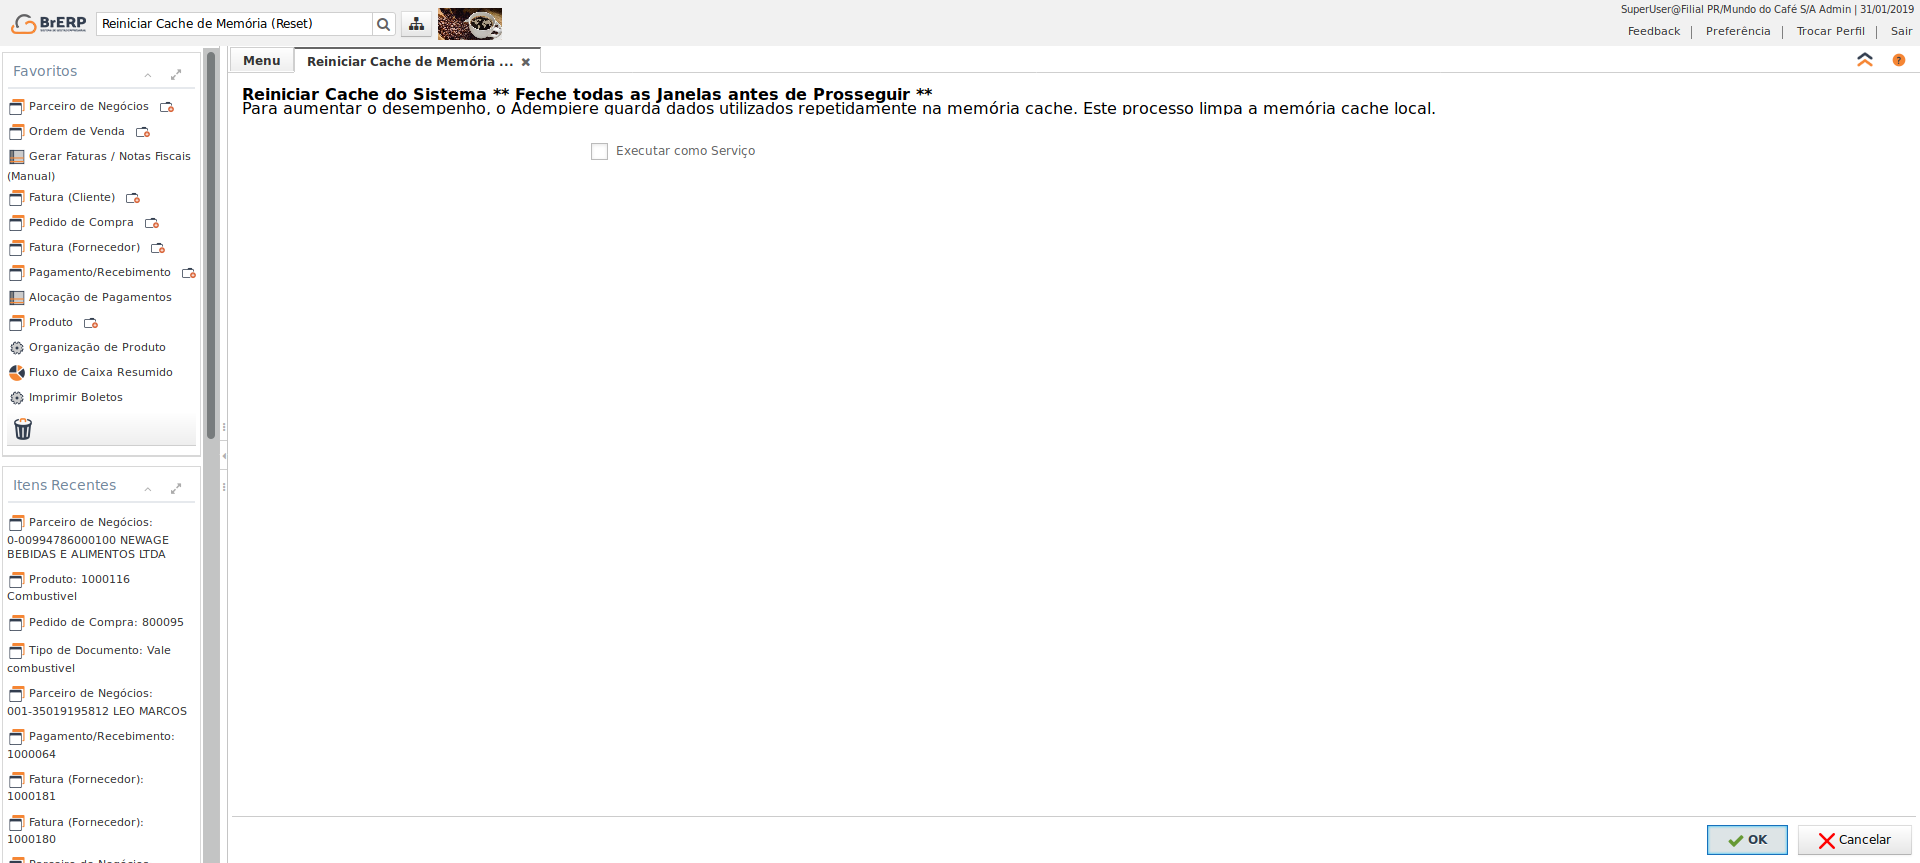 BrERP
Reiniciar Cache de Memória (Reset)
SuperUser@Filial PR/Mundo do Café S/A Admin | 31/01/2019
Feedback | Preferência | Trocar Perfil | Sair
Favoritos
Parceiro de Negócios
Ordem de Venda
Gerar Faturas / Notas Fiscais
(Manual)
Fatura (Cliente)
Pedido de Compra
Fatura (Fornecedor)
Pagamento/Recebimento
Alocação de Pagamentos
Produto
Organização de Produto
Fluxo de Caixa Resumido
Imprimir Boletos
Itens Recentes
Parceiro de Negócios:
0-00994786000100 NEWAGE
BEBIDAS E ALIMENTOS LTDA
Produto: 1000116
Combustivel
Pedido de Compra: 800095
Tipo de Documento: Vale
combustivel
Parceiro de Negócios:
001-35019195812 LEO MARCOS
Pagamento/Recebimento:
1000064
Fatura (Fornecedor):
1000181
Fatura (Fornecedor):
1000180
Parceiro de Negócios
Menu
Reiniciar Cache de Memória ...
Reiniciar Cache do Sistema ** Feche todas as Janelas antes de Prosseguir **
Para aumentar o desempenho, o Adempiere guarda dados utilizados repetidamente na memória cache. Este processo limpa a memória cache local.
Executar como Serviço
OK
Cancelar